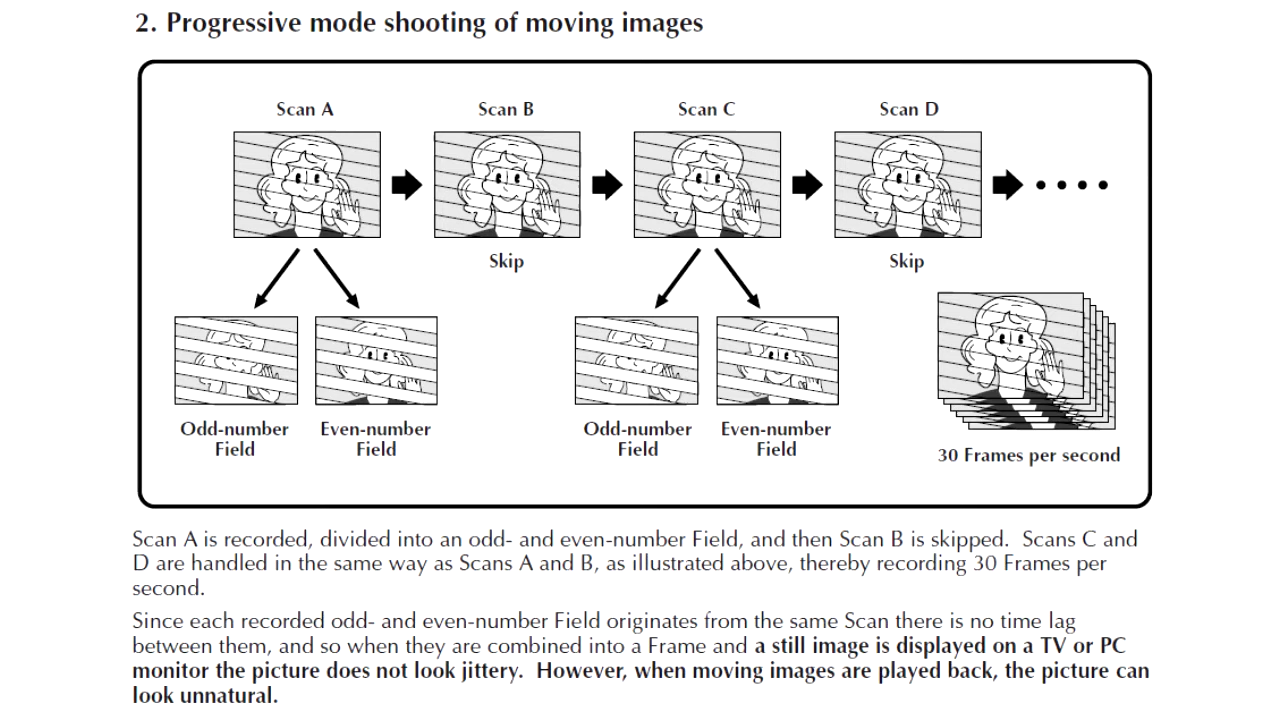 2. Progressive mode shooting of moving images
Scan A
Scan B
Scan C
Scan D
Skip
Skip
Odd-number
Field
Even-number
Field
Odd-number
Field
Even-number
Field
30 Frames per second
Scan A is recorded, divided into an odd- and even-number Field, and then Scan B is skipped.  Scans C and
D are handled in the same way as Scans A and B, as illustrated above, thereby recording 30 Frames per
second.
Since each recorded odd- and even-number Field originates from the same Scan there is no time lag
between them, and so when they are combined into a Frame and a still image is displayed on a TV or PC
monitor the picture does not look jittery.  However, when moving images are played back, the picture can
look unnatural.